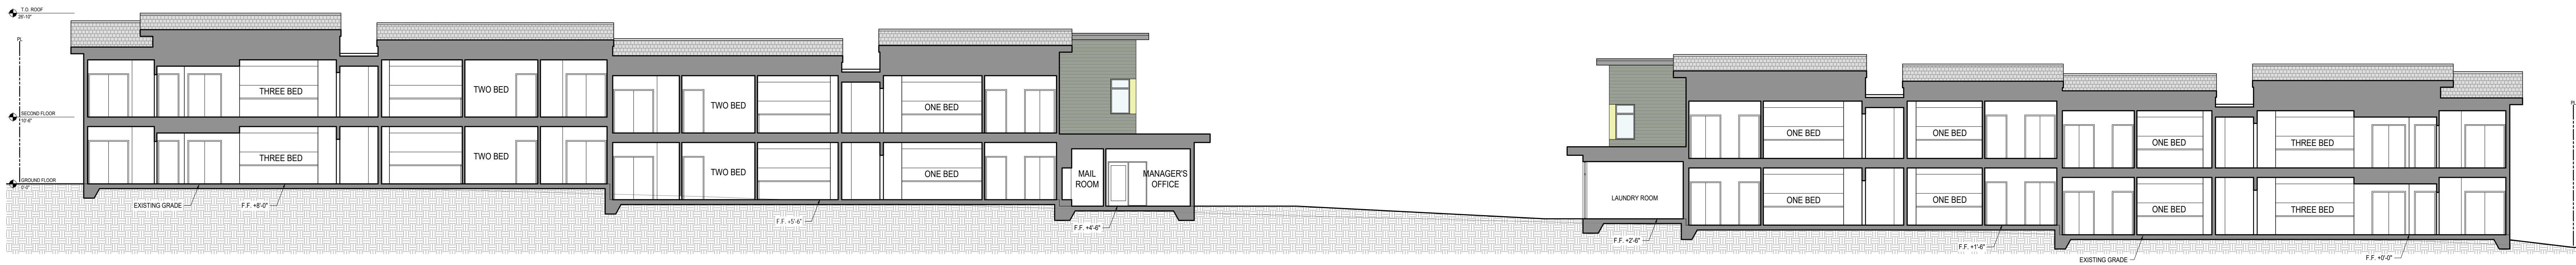 T.O. ROOF
26'-10"
PL
SECOND FLOOR
10'-6"
GROUND FLOOR
0'-0"
THREE BED
TWO BED
TWO BED
ONE BED
THREE BED
TWO BED
TWO BED
ONE BED
MAIL
ROOM
MANAGER'S
OFFICE
EXISTING GRADE
F.F. +8'-0"
F.F. +5'-6"
F.F. +4'-6"
PL
ONE BED
ONE BED
ONE BED
THREE BED
LAUNDRY ROOM
ONE BED
ONE BED
ONE BED
THREE BED
F.F. +2'-6"
F.F. +1'-6"
EXISTING GRADE
F.F. +0'-0"